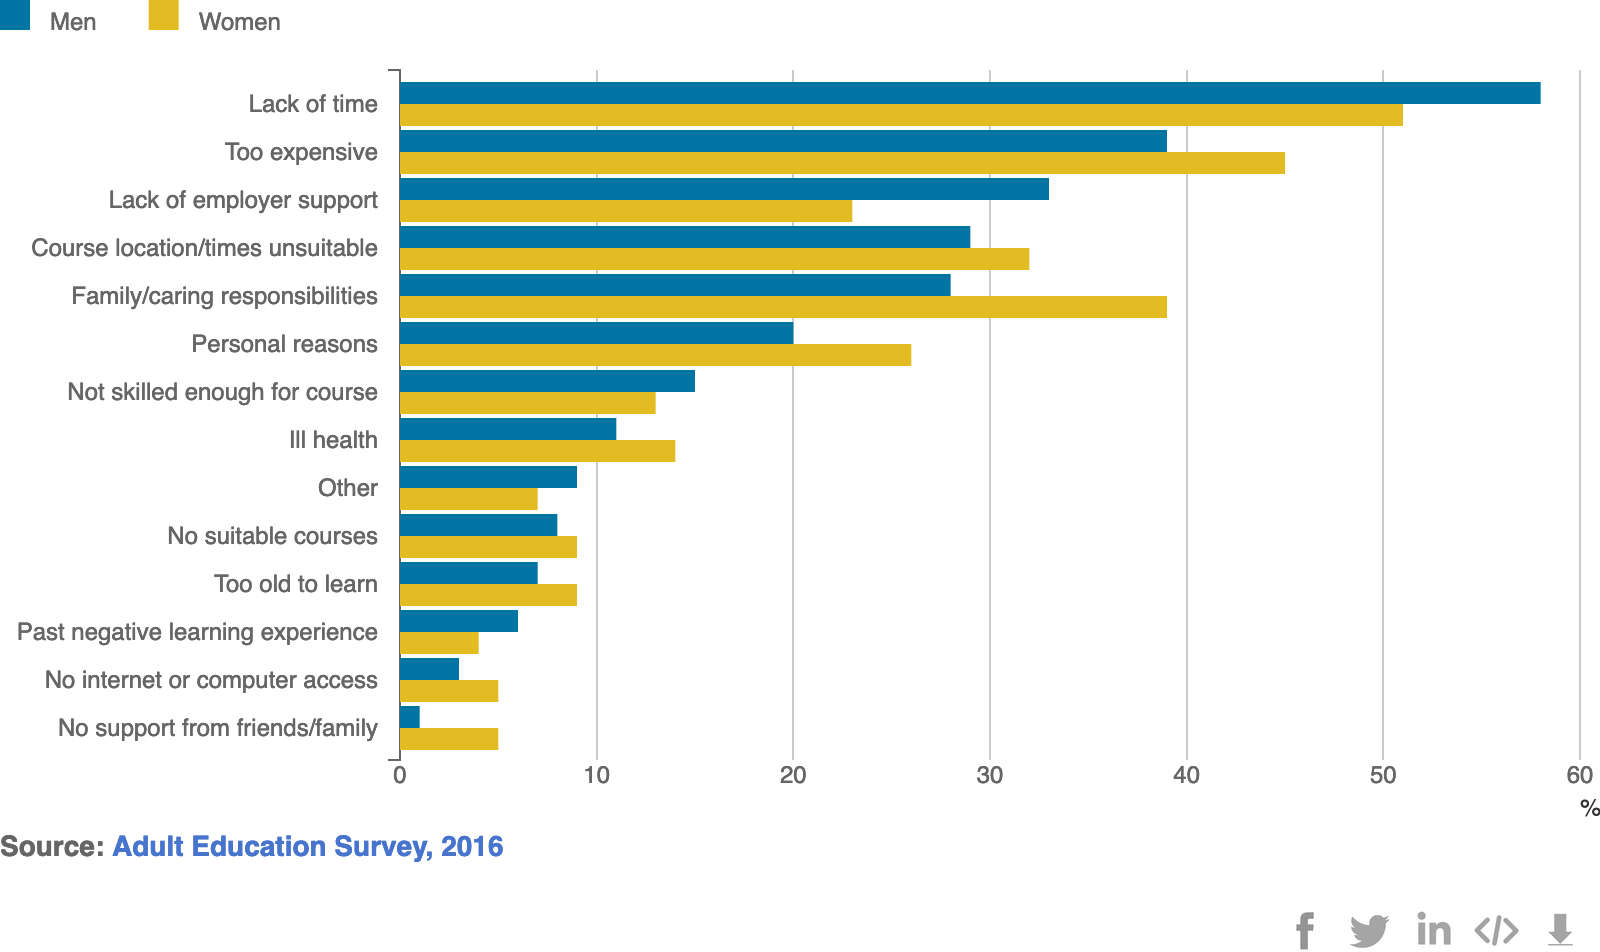 Men Women
Lack of time
Too expensive
Lack of employer support
Course location/times unsuitable
Family/caring responsibilities
Personal reasons
Not skilled enough for course
Ill health
Other
No suitable courses
Too old to learn
Past negative learning experience
No internet or computer access
No support from friends/family
0 10 20 30 40 50 60
%
Source: Adult Education Survey, 2016